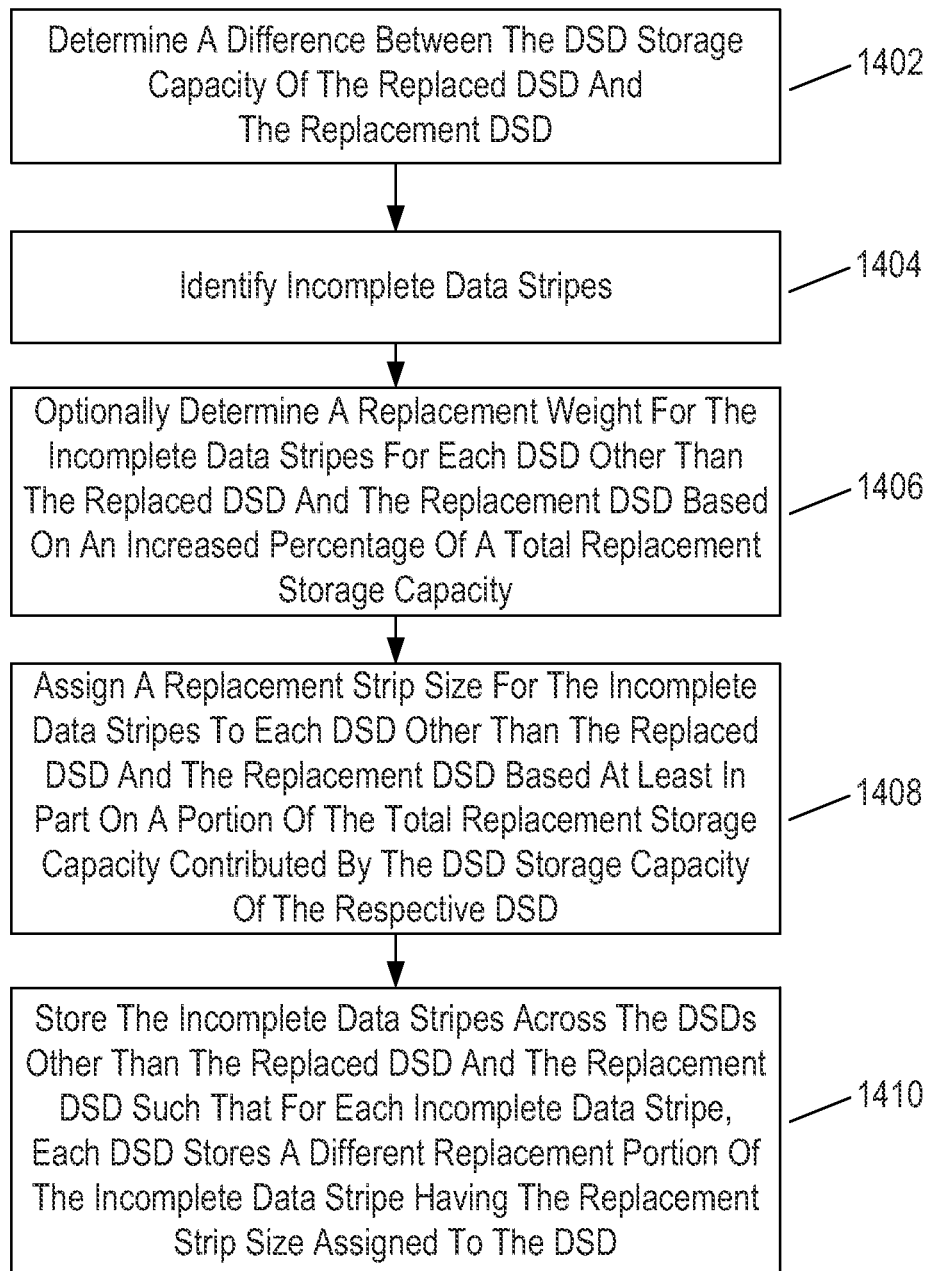 Determine A Difference Between The DSD Storage
Capacity Of The Replaced DSD And
The Replacement DSD
1402
Identify Incomplete Data Stripes
1404
Optionally Determine A Replacement Weight For The
Incomplete Data Stripes For Each DSD Other Than
The Replaced DSD And The Replacement DSD Based
On An Increased Percentage Of A Total Replacement
Storage Capacity
1406
Assign A Replacement Strip Size For The Incomplete
Data Stripes To Each DSD Other Than The Replaced
DSD And The Replacement DSD Based At Least In
Part On A Portion Of The Total Replacement Storage
Capacity Contributed By The DSD Storage Capacity
Of The Respective DSD
1408
Store The Incomplete Data Stripes Across The DSDs
Other Than The Replaced DSD And The Replacement
DSD Such That For Each Incomplete Data Stripe,
Each DSD Stores A Different Replacement Portion Of
The Incomplete Data Stripe Having The Replacement
Strip Size Assigned To The DSD
1410